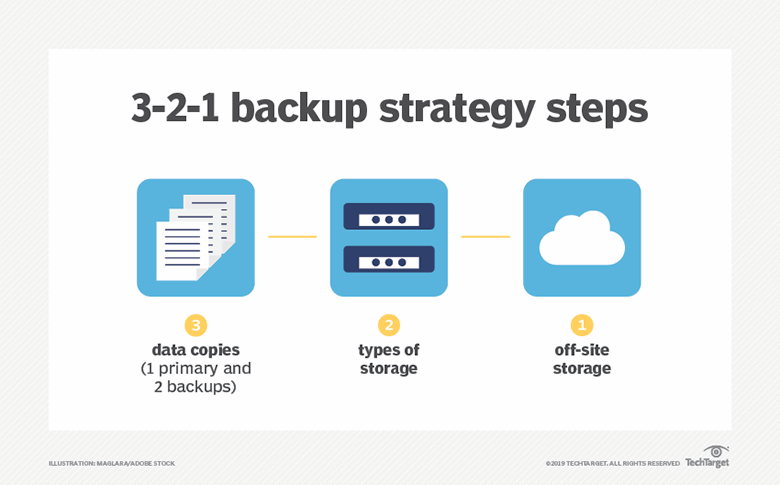 3-2-1 backup strategy steps
3
data copies
(1 primary and
2 backups)
2
types of
storage
1
off-site
storage
ILLUSTRATION: MAGLARA/ADOBE STOCK
©2019 TECHTARGET. ALL RIGHTS RESERVED
TechTarget